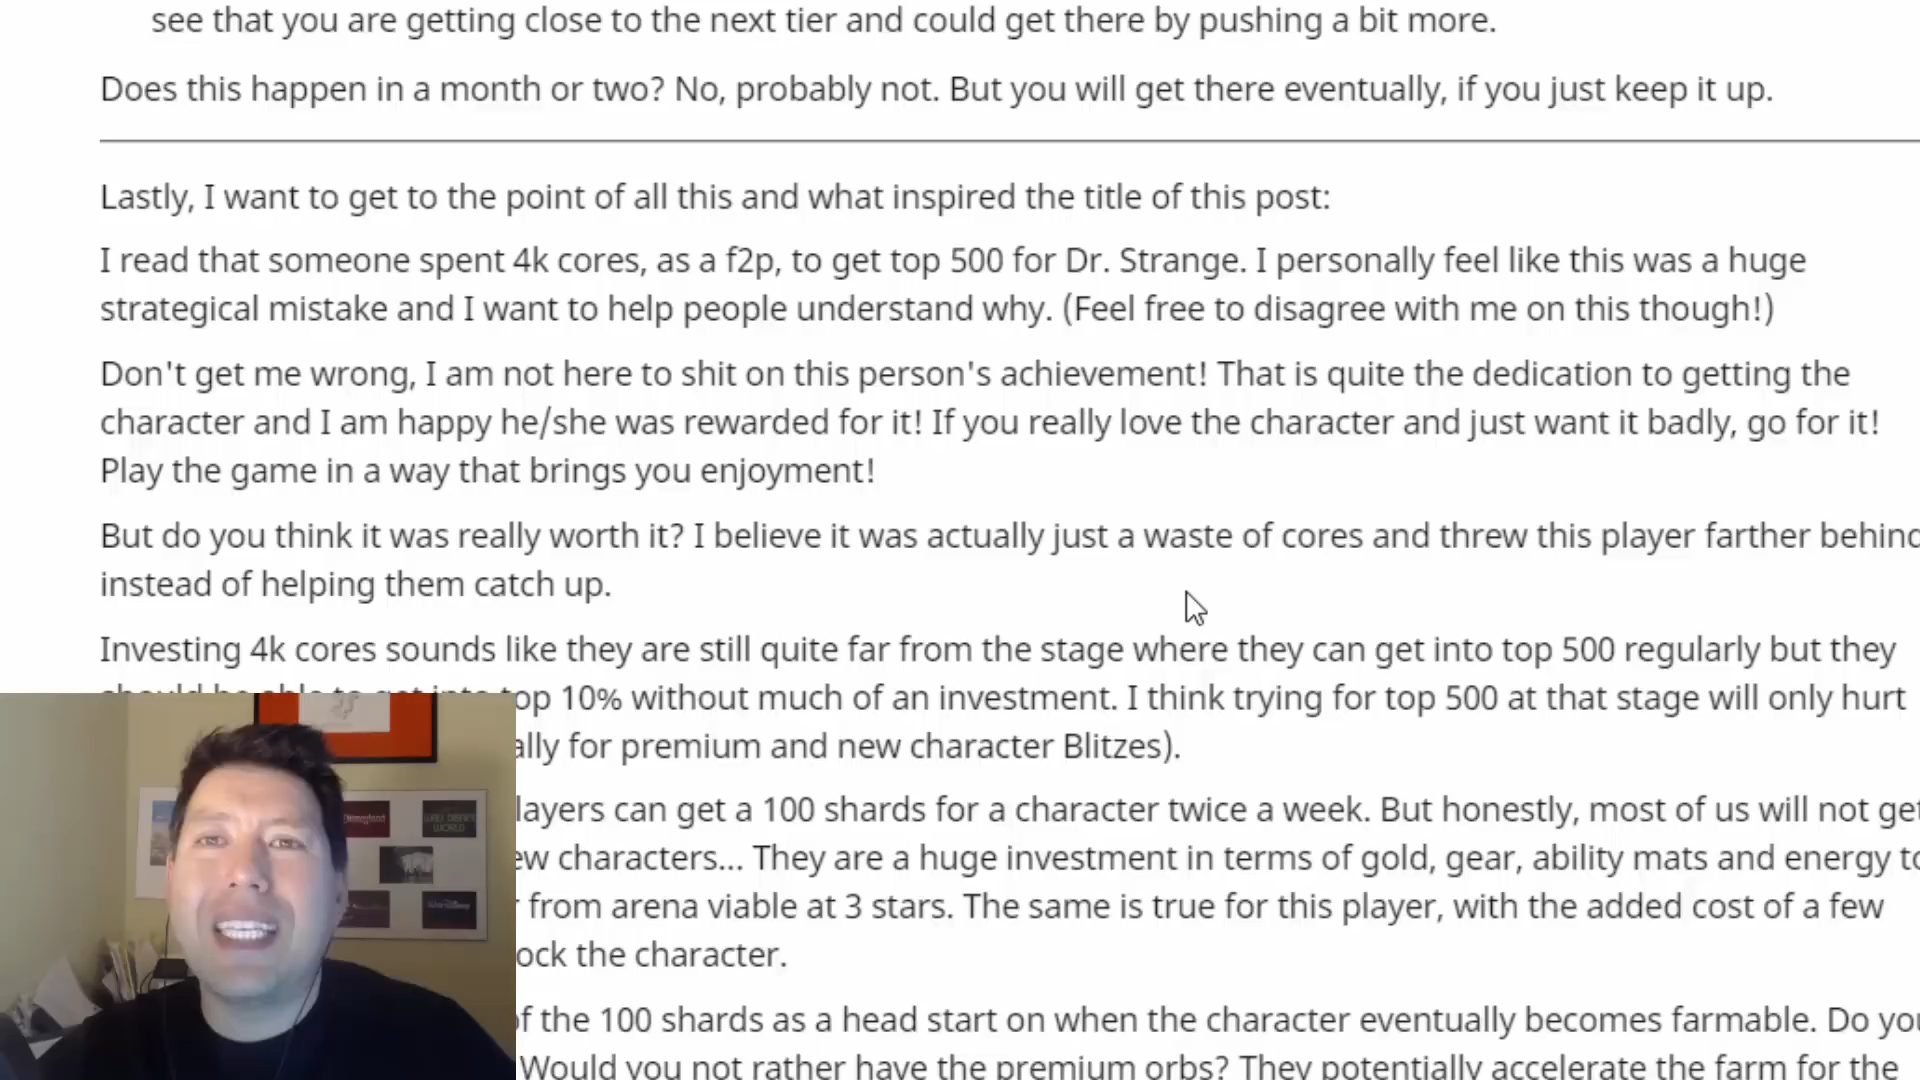 see that you are getting close to the next tier and could get there by pushing a bit more.
Does this happen in a month or two? No, probably not. But you will get there eventually, if you just keep it up.
Lastly, I want to get to the point of all this and what inspired the title of this post:
I read that someone spent 4k cores, as a f2p, to get top 500 for Dr. Strange. I personally feel like this was a huge
strategical mistake and I want to help people understand why. (Feel free to disagree with me on this though!)
Don't get me wrong, I am not here to shit on this person's achievement! That is quite the dedication to getting the
character and I am happy he/she was rewarded for it! If you really love the character and just want it badly, go for it!
Play the game in a way that brings you enjoyment!
But do you think it was really worth it? I believe it was actually just a waste of cores and threw this player farther behind
instead of helping them catch up.
Investing 4k cores sounds like they are still quite far from the stage where they can get into top 500 regularly but they
should be able to get into top 10% without much of an investment. I think trying for top 500 at that stage will only hurt
ally for premium and new character Blitzes).
layers can get a 100 shards for a character twice a week. But honestly, most of us will not get
ew characters... They are a huge investment in terms of gold, gear, ability mats and energy to
from arena viable at 3 stars. The same is true for this player, with the added cost of a few
ock the character.
f the 100 shards as a head start on when the character eventually becomes farmable. Do you
Would you not rather have the premium orbs? They potentially accelerate the farm for the
Disneyland
WALT DISNEY WORLD